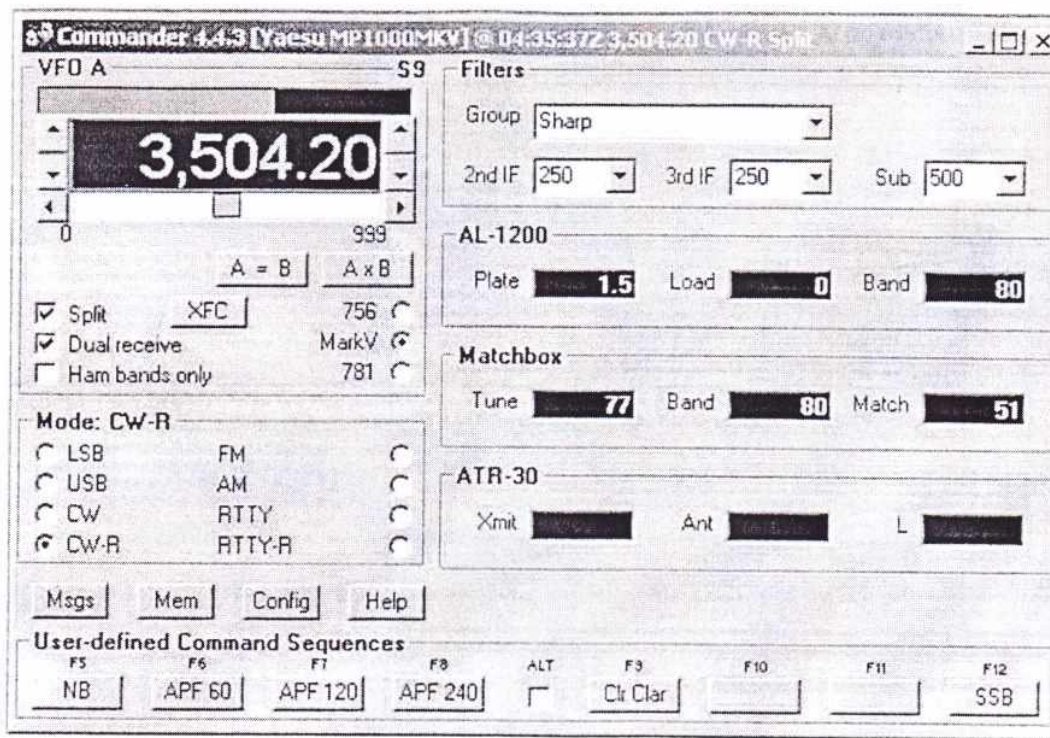 Commander 4.4.3 [Yaesu MP1000MKV] @ 04:35:37Z 3,504.20 CW-R Split
VFO A S9
3,504.20
0 999
A = B A x B
Split XFC 756
Dual receive MarkV
Ham bands only 781
Mode: CW-R
LSB FM
USB AM
CW RTTY
CW-R RTTY-R
Msgs Mem Config Help
Filters
Group Sharp
2nd IF 250 3rd IF 250 Sub 500
AL-1200
Plate 1.5 Load 0 Band 80
Matchbox
Tune 77 Band 80 Match 51
ATR-30
Xmit Ant L
User-defined Command Sequences
F5 F6 F7 F8 ALT F9 F10 F11 F12
NB APF 60 APF 120 APF 240 Clr Clar SSB